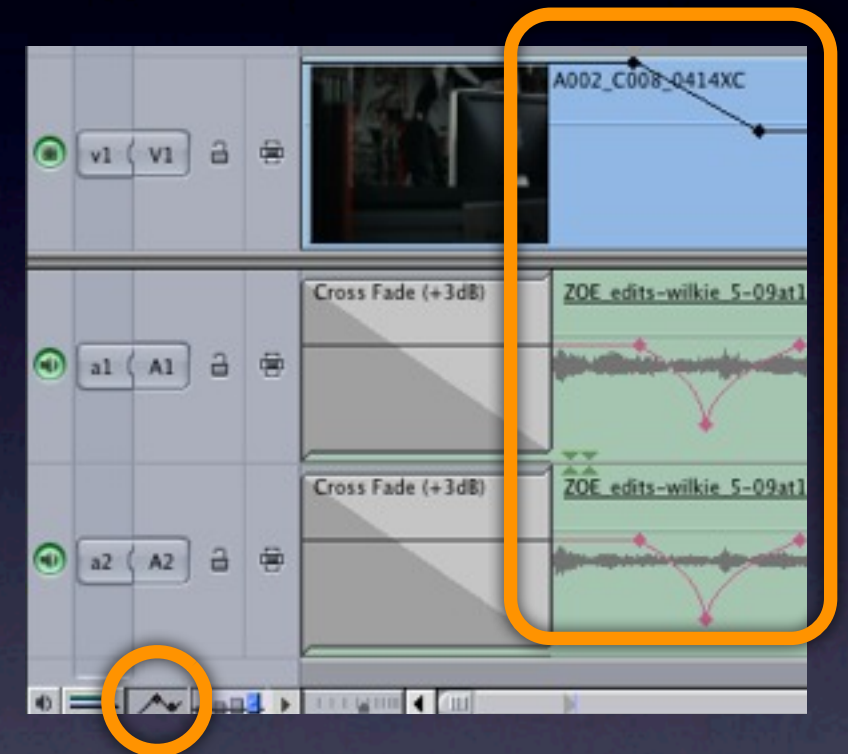 A002_C008_0414XC
v1 V1
Cross Fade (+3dB) ZOE_edits-wilkie_5-09at1
a1 A1
Cross Fade (+3dB) ZOE_edits-wilkie_5-09at1
a2 A2